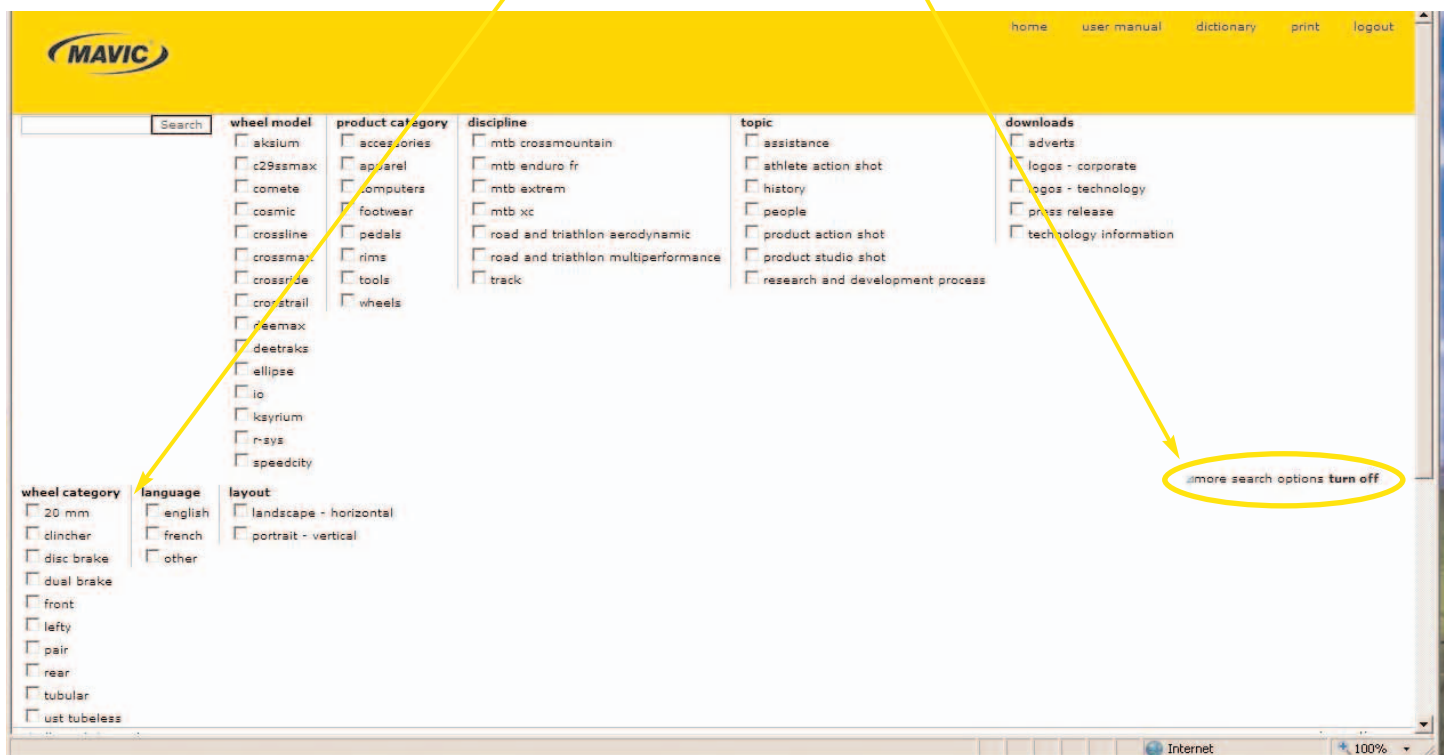 home user manual dictionary print logout
MAVIC
Search
wheel model
aksium
c29ssmax
comete
cosmic
crossline
crossmax
crossride
crosstrail
deemax
deetraks
ellipse
io
ksyrium
r-sys
speedcity
product category
accessories
apparel
computers
footwear
pedals
rims
tools
wheels
discipline
mtb crossmountain
mtb enduro fr
mtb extrem
mtb xc
road and triathlon aerodynamic
road and triathlon multiperformance
track
topic
assistance
athlete action shot
history
people
product action shot
product studio shot
research and development process
downloads
adverts
logos - corporate
logos - technology
press release
technology information
more search options turn off
wheel category
20 mm
clincher
disc brake
dual brake
front
lefty
pair
rear
tubular
ust tubeless
language
english
french
other
layout
landscape - horizontal
portrait - vertical
Internet
100%